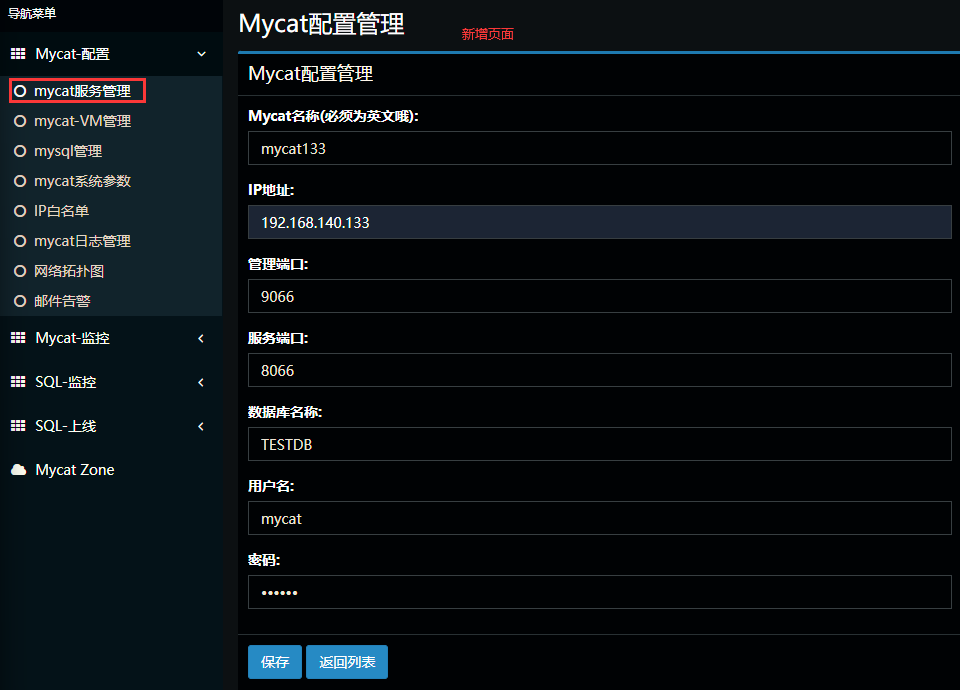 导航菜单
Mycat-配置
mycat服务管理
mycat-VM管理
mysql管理
mycat系统参数
IP白名单
mycat日志管理
网络拓扑图
邮件告警
Mycat-监控
SQL-监控
SQL-上线
Mycat Zone
Mycat配置管理
新增页面
Mycat配置管理
Mycat名称(必须为英文哦):
mycat133
IP地址:
192.168.140.133
管理端口:
9066
服务端口:
8066
数据库名称:
TESTDB
用户名:
mycat
密码:
••••••
保存 返回列表